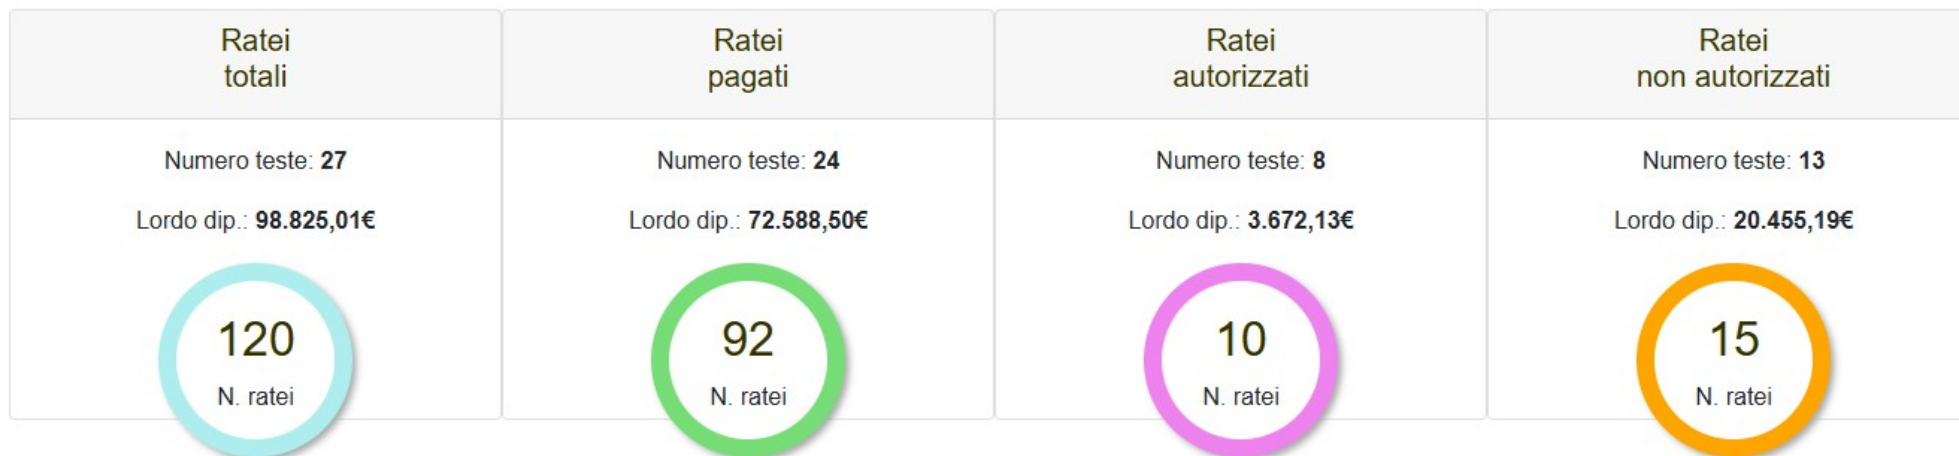 Ratei
totali
Numero teste: 27
Lordo dip.: 98.825,01€
120
N. ratei
Ratei
pagati
Numero teste: 24
Lordo dip.: 72.588,50€
92
N. ratei
Ratei
autorizzati
Numero teste: 8
Lordo dip.: 3.672,13€
10
N. ratei
Ratei
non autorizzati
Numero teste: 13
Lordo dip.: 20.455,19€
15
N. ratei